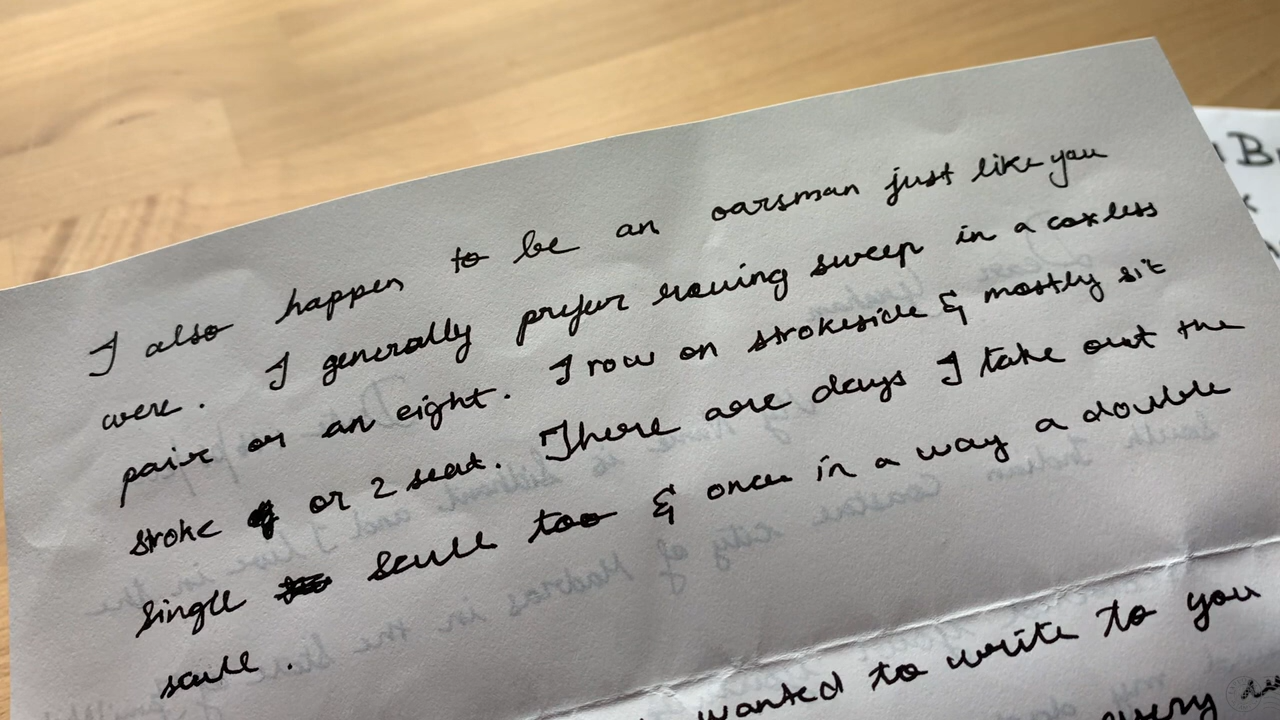 I also happen to be an oarsman just like you
were. I generally prefer rowing sweep in a coxless
pair or an eight. I row on strokeside & mostly sit
stroke or 2 seat. There are days I take out the
single scull too & once in a way a double
scull.
wanted to write to you
very